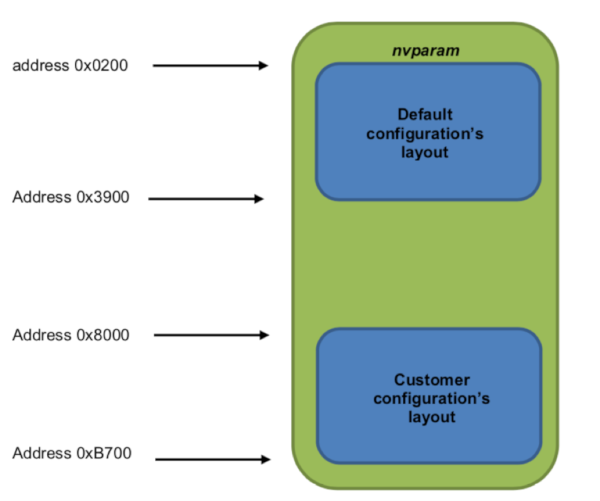 nvparam
address 0x0200
Default
configuration's
layout
Address 0x3900
Address 0x8000
Customer
configuration's
layout
Address 0xB700